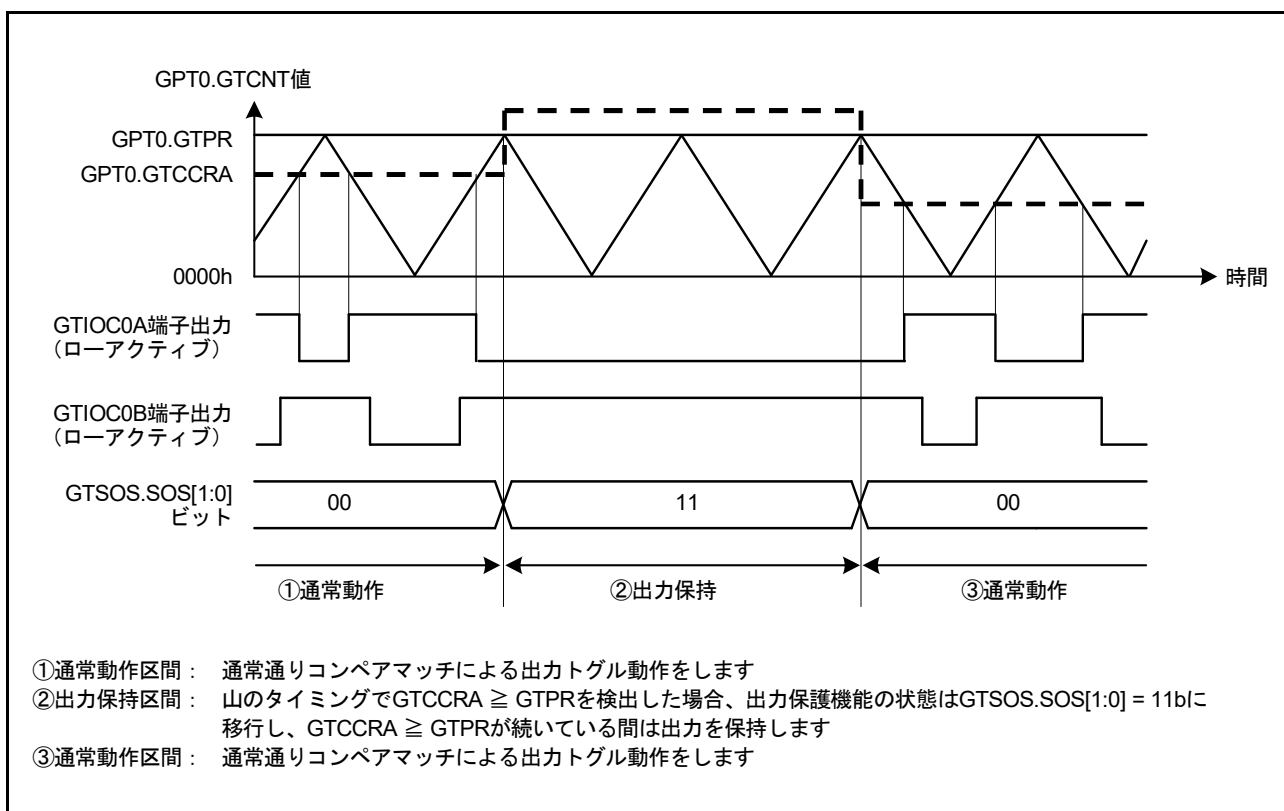 GPT0.GTCNT値
GPT0.GTPR
GPT0.GTCCRA
0000h
時間
GTIOC0A端子出力
（ローアクティブ）
GTIOC0B端子出力
（ローアクティブ）
GTSOS.SOS[1:0]
ビット
00
11
00
①通常動作
②出力保持
③通常動作
①通常動作区間： 通常通りコンペアマッチによる出力トグル動作をします
②出力保持区間： 山のタイミングでGTCCRA ≧ GTPRを検出した場合、出力保護機能の状態はGTSOS.SOS[1:0] = 11bに
移行し、GTCCRA ≧ GTPRが続いている間は出力を保持します
③通常動作区間： 通常通りコンペアマッチによる出力トグル動作をします